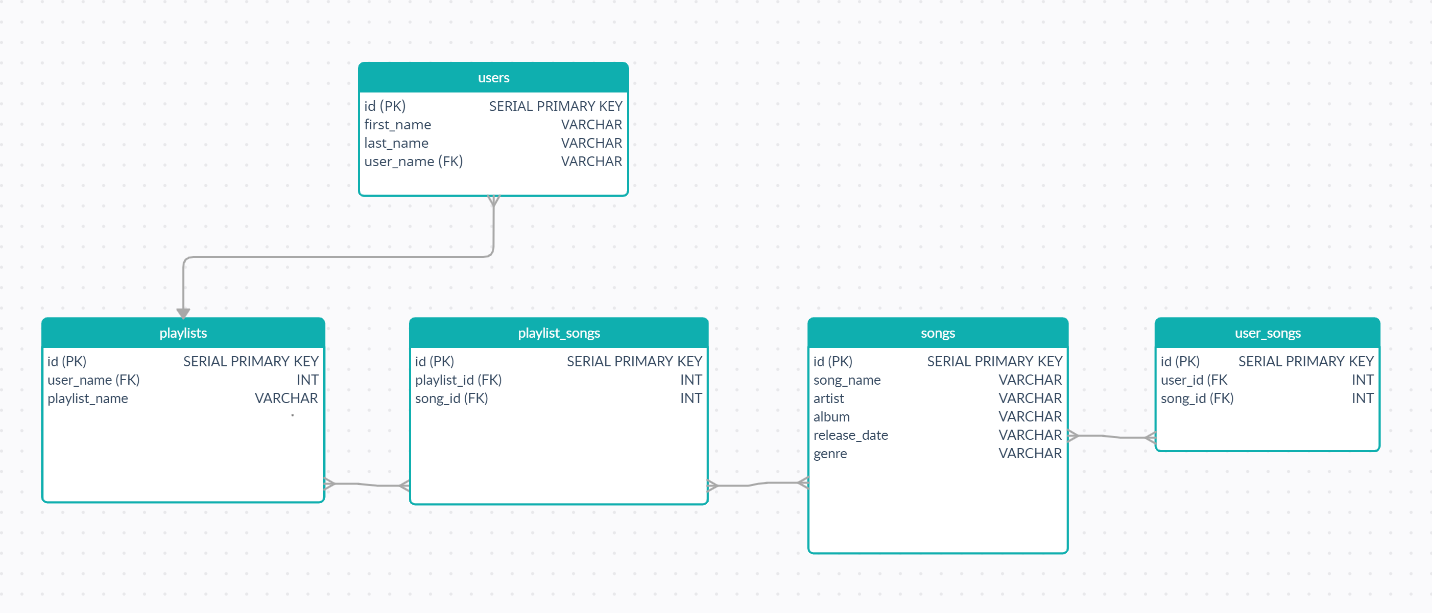 users
id (PK) SERIAL PRIMARY KEY
first_name VARCHAR
last_name VARCHAR
user_name (FK) VARCHAR
playlists
id (PK) SERIAL PRIMARY KEY
user_name (FK) INT
playlist_name VARCHAR
playlist_songs
id (PK) SERIAL PRIMARY KEY
playlist_id (FK) INT
song_id (FK) INT
songs
id (PK) SERIAL PRIMARY KEY
song_name VARCHAR
artist VARCHAR
album VARCHAR
release_date VARCHAR
genre VARCHAR
user_songs
id (PK) SERIAL PRIMARY KEY
user_id (FK INT
song_id (FK) INT